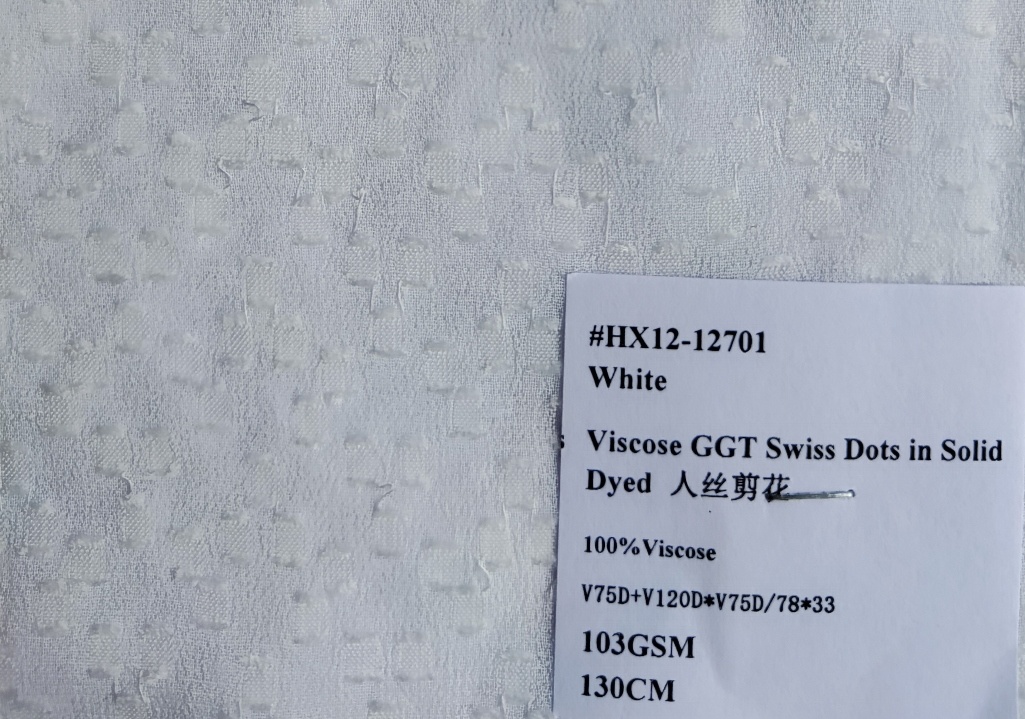 #HX12-12701
White
Viscose GGT Swiss Dots in Solid
Dyed 人丝剪花
100%Viscose
V75D+V120D*V75D/78*33
103GSM
130CM